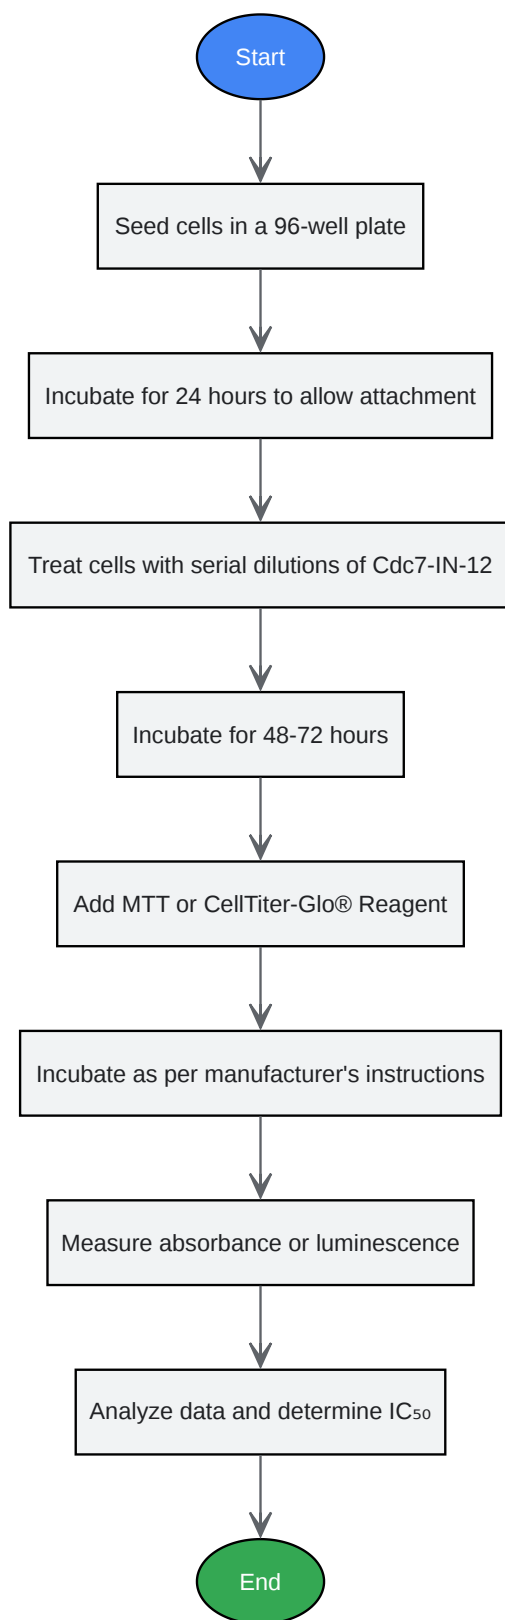 Start
Seed cells in a 96-well plate
Incubate for 24 hours to allow attachment
Treat cells with serial dilutions of Cdc7-IN-12
Incubate for 48-72 hours
Add MTT or CellTiter-Glo® Reagent
Incubate as per manufacturer's instructions
Measure absorbance or luminescence
Analyze data and determine IC₅₀
End